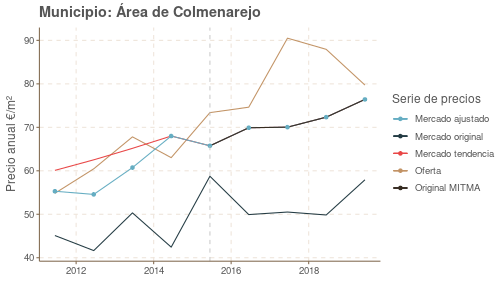 Municipio: Área de Colmenarejo
Precio anual €/m²
90
80
70
60
50
40
2012
2014
2016
2018
Serie de precios
Mercado ajustado
Mercado original
Mercado tendencia
Oferta
Original MITMA